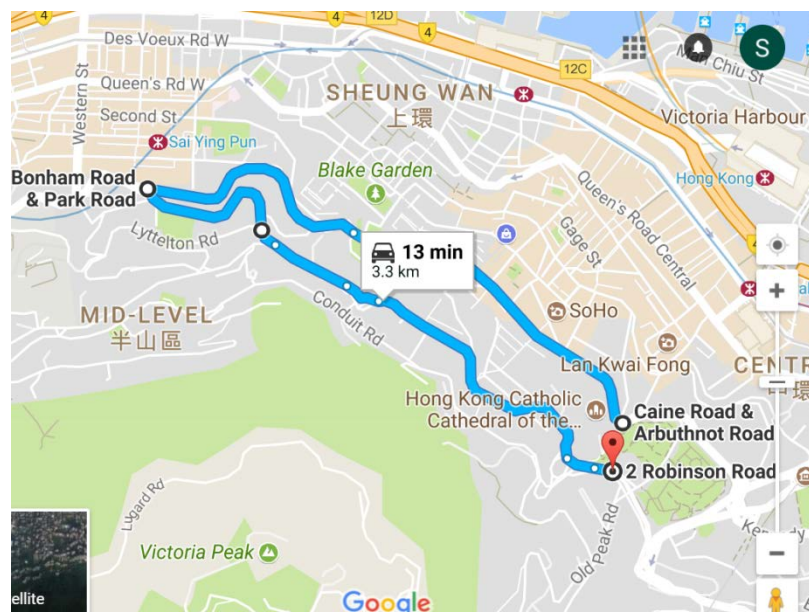 4
12D
4
Des Voeux Rd W
Western St
Queen's Rd W
Second St
Sai Ying Pun
SHEUNG WAN
上環
12C
S
Man Chiu St
Victoria Harbour
Hong Kong
Blake Garden
Bonham Road
& Park Road
Lyttelton Rd
Queen's Road Central
Gage St
13 min
3.3 km
MID-LEVEL
半山區
Conduit Rd
SoHo
Lan Kwai Fong
CENTR
Hong Kong Catholic
Cathedral of the...
Caine Road &
Arbuthnot Road
2 Robinson Road
Lugard Rd
Victoria Peak
Old Peak Rd
ellite
Google